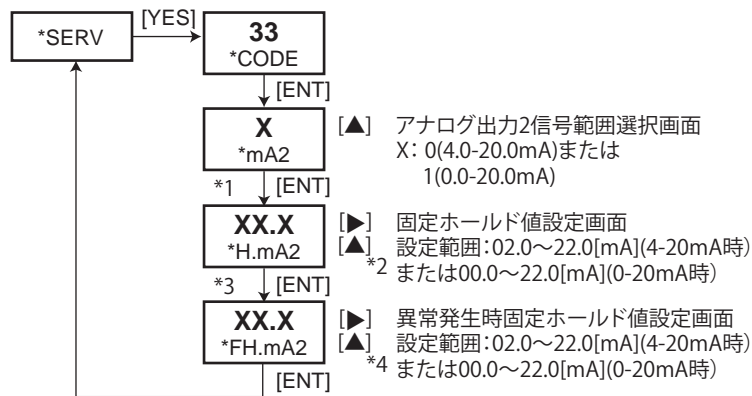 *SERV
[YES]
33
*CODE
[ENT]
X
*mA2
[▲] アナログ出力2信号範囲選択画面
X：0(4.0-20.0mA)または
1(0.0-20.0mA)
*1 [ENT]
XX.X
*H.mA2
[▶] 固定ホールド値設定画面
[▲] 設定範囲：02.0～22.0[mA](4-20mA時)
*2 または00.0～22.0[mA](0-20mA時）
*3 [ENT]
XX.X
*FH.mA2
[▶] 異常発生時固定ホールド値設定画面
[▲] 設定範囲：02.0～22.0[mA](4-20mA時)
*4 または00.0～22.0[mA](0-20mA時）
[ENT]